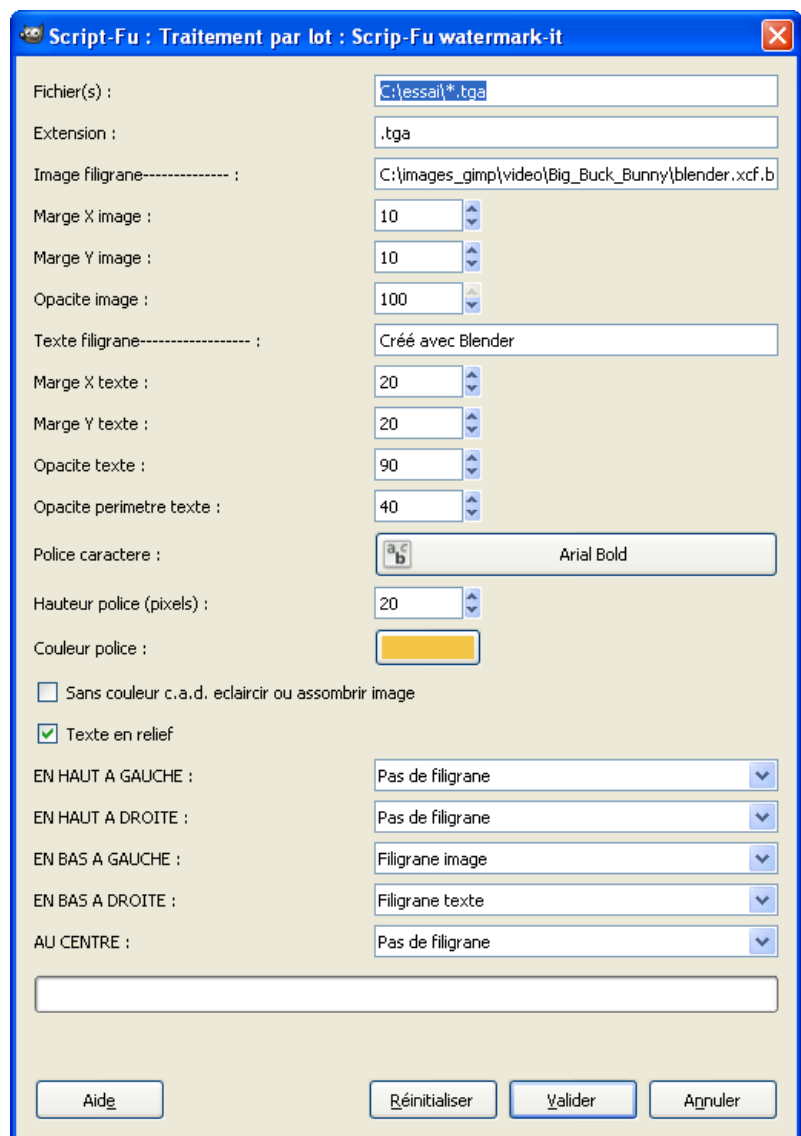 Script-Fu : Traitement par lot : Scrip-Fu watermark-it
Fichier(s) : C:\essai\*.tga
Extension : .tga
Image filigrane-------------- : C:\images_gimp\video\Big_Buck_Bunny\blender.xcf.b
Marge X image : 10
Marge Y image : 10
Opacite image : 100
Texte filigrane------------------ : Créé avec Blender
Marge X texte : 20
Marge Y texte : 20
Opacite texte : 90
Opacite perimetre texte : 40
Police caractere : abc Arial Bold
Hauteur police (pixels) : 20
Couleur police :
Sans couleur c.a.d. eclaircir ou assombrir image
Texte en relief
EN HAUT A GAUCHE : Pas de filigrane
EN HAUT A DROITE : Pas de filigrane
EN BAS A GAUCHE : Filigrane image
EN BAS A DROITE : Filigrane texte
AU CENTRE : Pas de filigrane
Aide Réinitialiser Valider Annuler